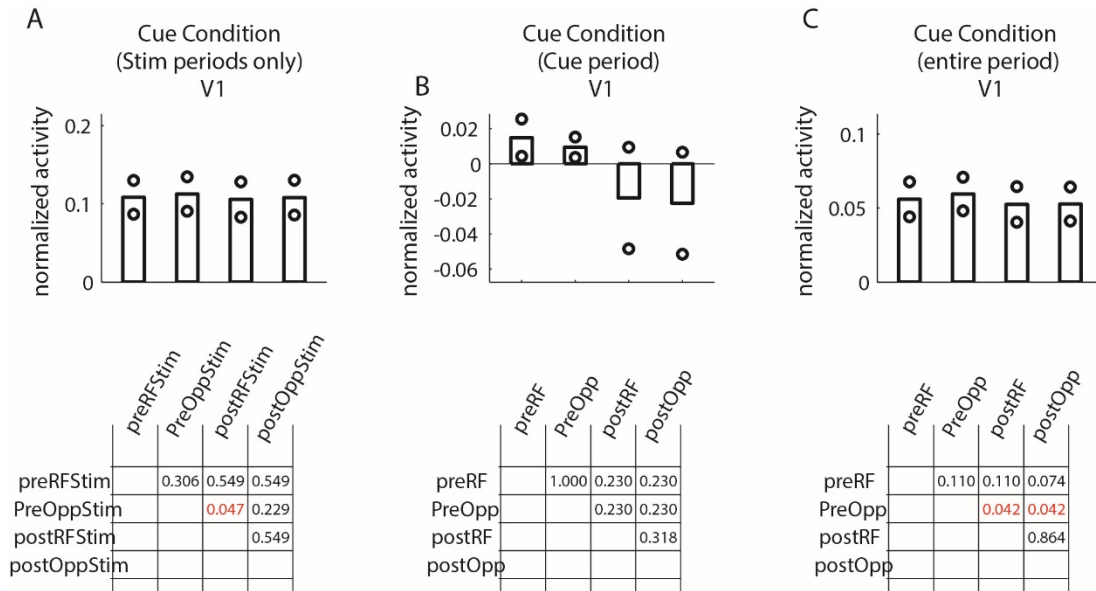 A
Cue Condition
(Stim periods only)
V1
normalized activity
0.2
0.1
0
preRFStim
PreOppStim
postRFStim
postOppStim
preRFStim 0.306 0.549 0.549
PreOppStim 0.047 0.229
postRFStim 0.549
postOppStim
B
Cue Condition
(Cue period)
V1
normalized activity
0.02
0
-0.02
-0.04
-0.06
preRF
PreOpp
postRF
postOpp
preRF 1.000 0.230 0.230
PreOpp 0.230 0.230
postRF 0.318
postOpp
C
Cue Condition
(entire period)
V1
normalized activity
0.1
0.05
0
preRF
PreOpp
postRF
postOpp
preRF 0.110 0.110 0.074
PreOpp 0.042 0.042
postRF 0.864
postOpp